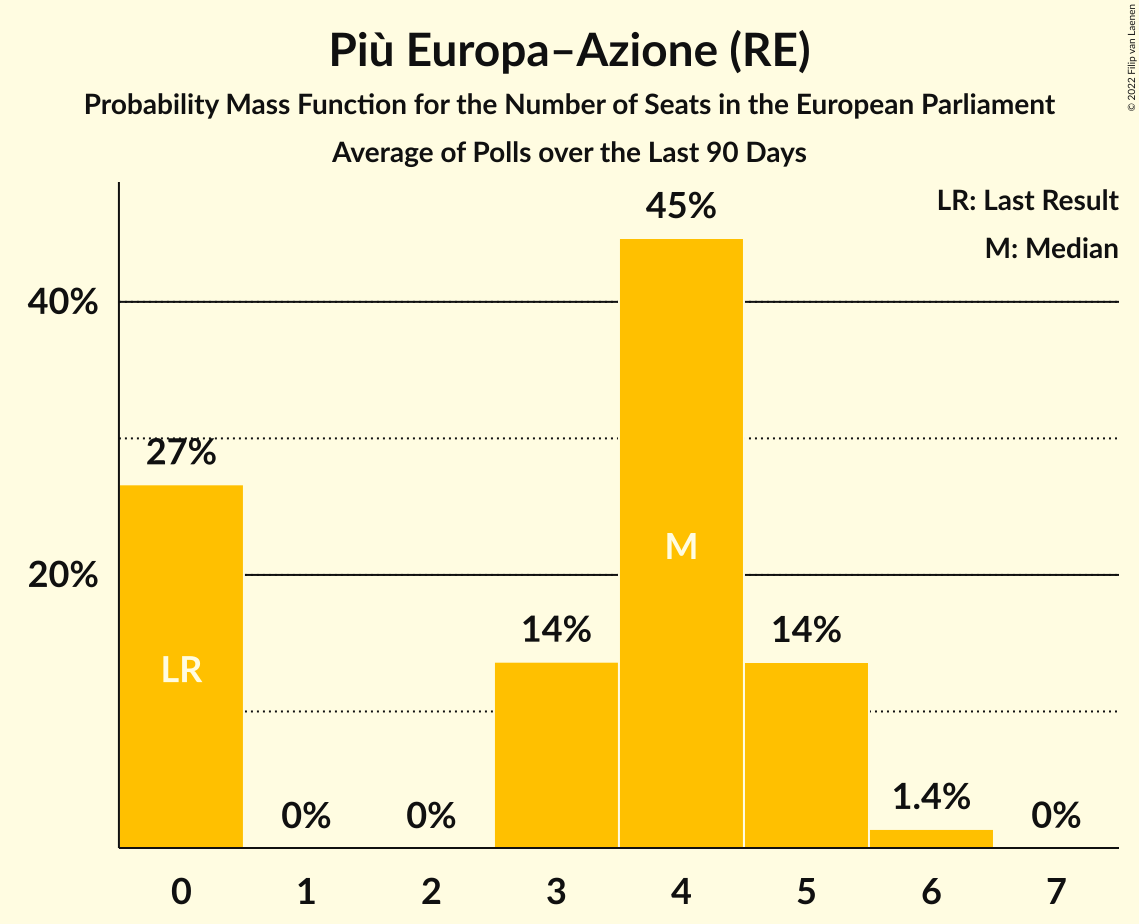 Più Europa–Azione (RE)
Probability Mass Function for the Number of Seats in the European Parliament
Average of Polls over the Last 90 Days
© 2022 Filip van Laenen
LR: Last Result
M: Median
45%
40%
27%
M
20%
14%
14%
LR
1.4%
0%
0%
0%
0 1 2 3 4 5 6 7